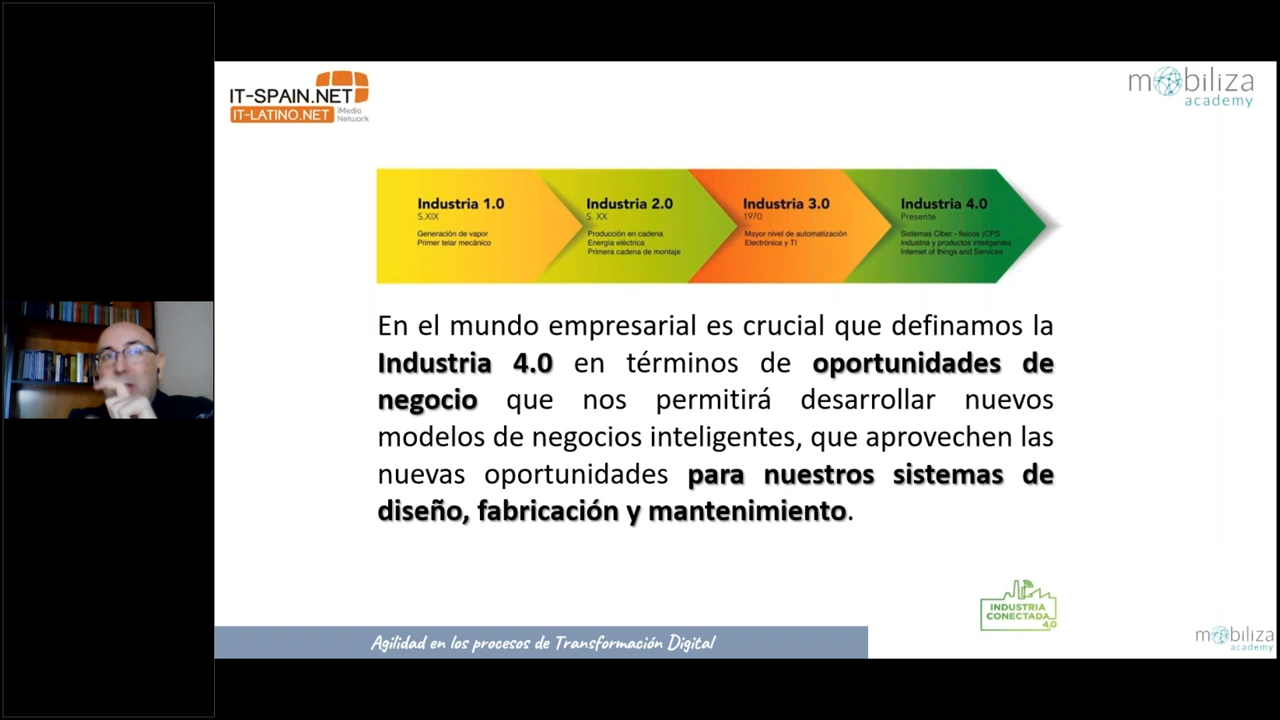 IT-SPAIN.NET
IT-LATINO.NET
iMedia
Network
mobiliza
academy
Industria 1.0
S.XIX
Generación de vapor
Primer telar mecánico
Industria 2.0
S. XX
Producción en cadena
Energía eléctrica
Primera cadena de montaje
Industria 3.0
1970
Mayor nivel de automatización
Electrónica y TI
Industria 4.0
Presente
Sistemas Ciber - físicos (CPS
Industria y productos inteligentes
Internet of things and Services
En el mundo empresarial es crucial que definamos la
Industria 4.0 en términos de oportunidades de
negocio que nos permitirá desarrollar nuevos
modelos de negocios inteligentes, que aprovechen las
nuevas oportunidades para nuestros sistemas de
diseño, fabricación y mantenimiento.
INDUSTRIA
CONECTADA
4.0
Agilidad en los procesos de Transformación Digital
mobiliza
academy